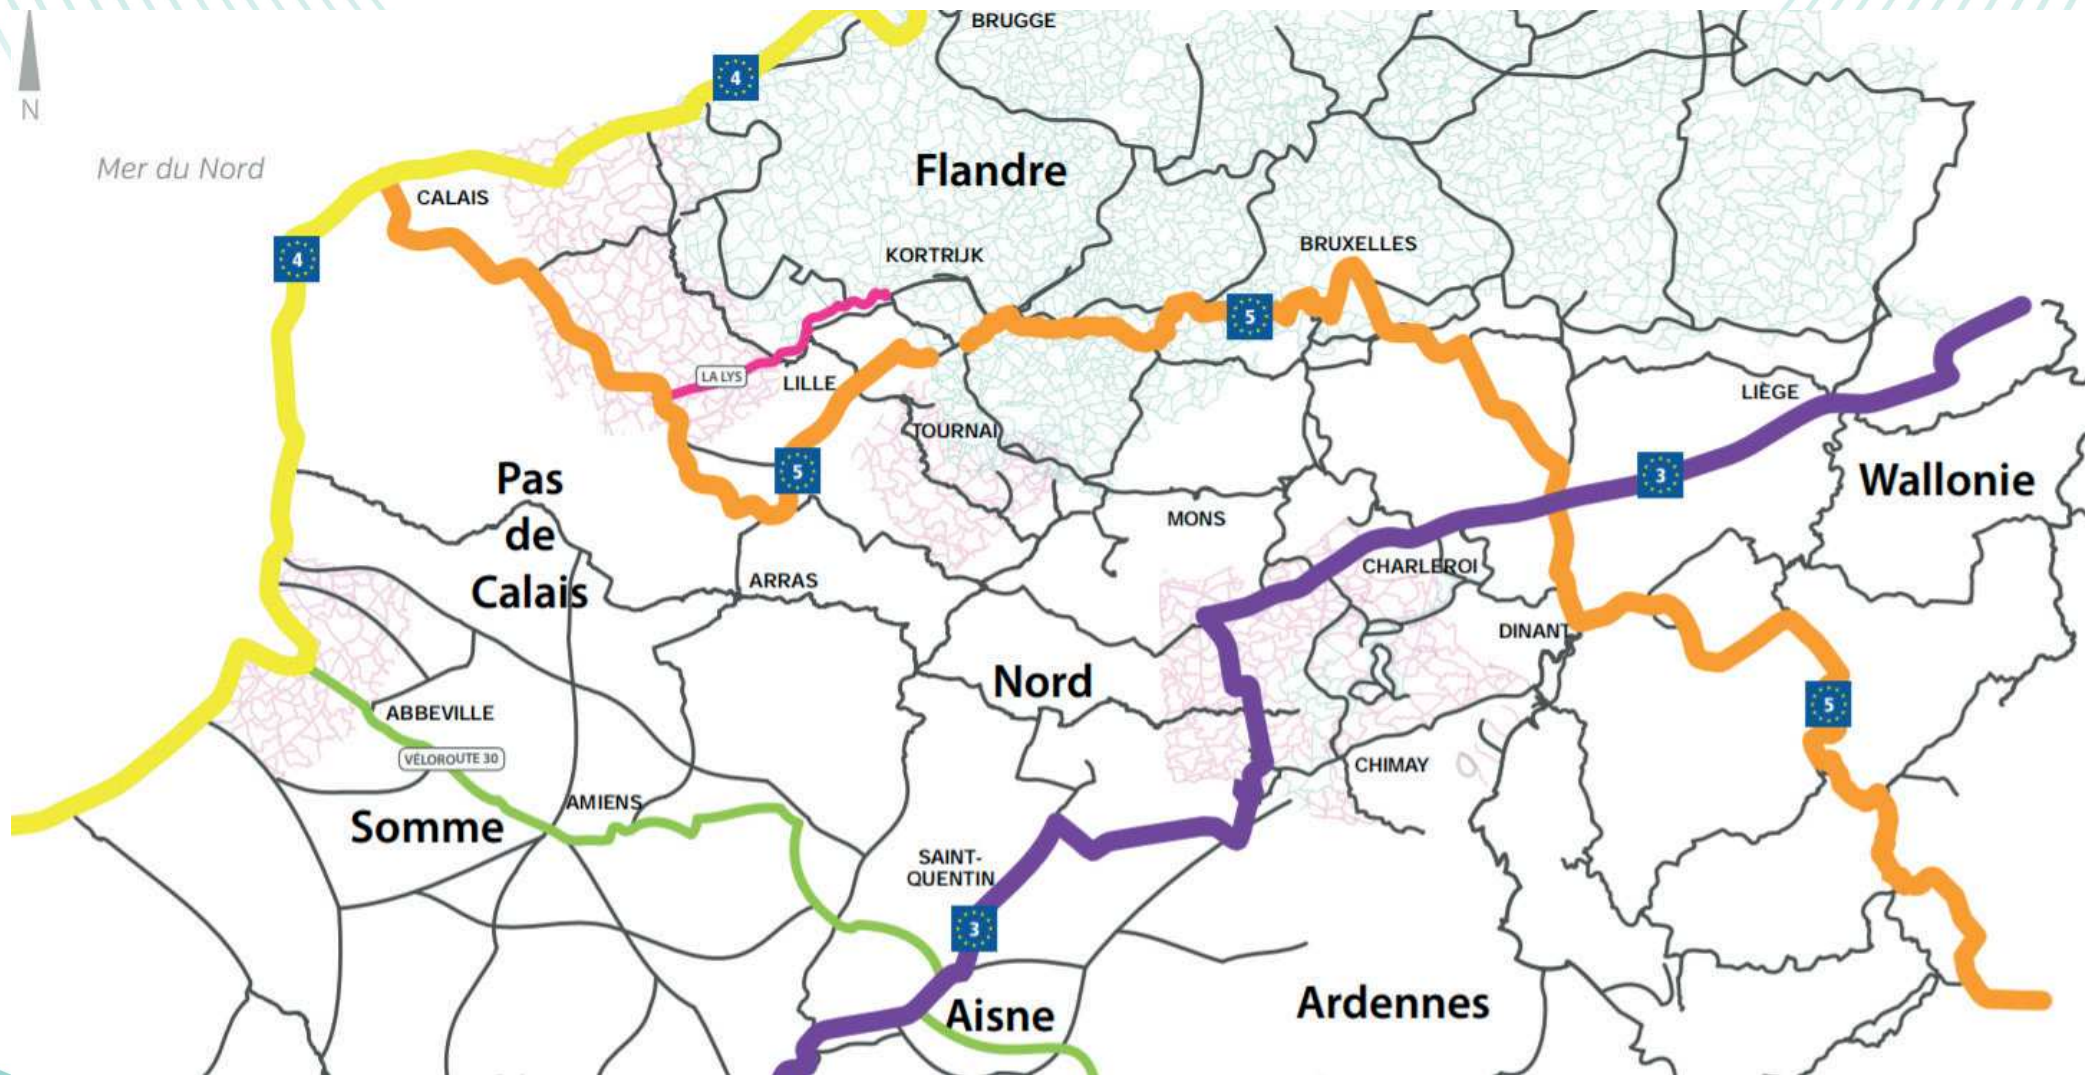 BRUGGE
4
N
Mer du Nord
Flandre
CALAIS
4
KORTRIJK
BRUXELLES
5
LA LYS
LILLE
LIÈGE
TOURNAI
5
3
Wallonie
Pas
de
Calais
MONS
ARRAS
CHARLEROI
DINANT
Nord
ABBEVILLE
5
VÉLOROUTE 30
CHIMAY
AMIENS
Somme
SAINT-
QUENTIN
3
Aisne
Ardennes